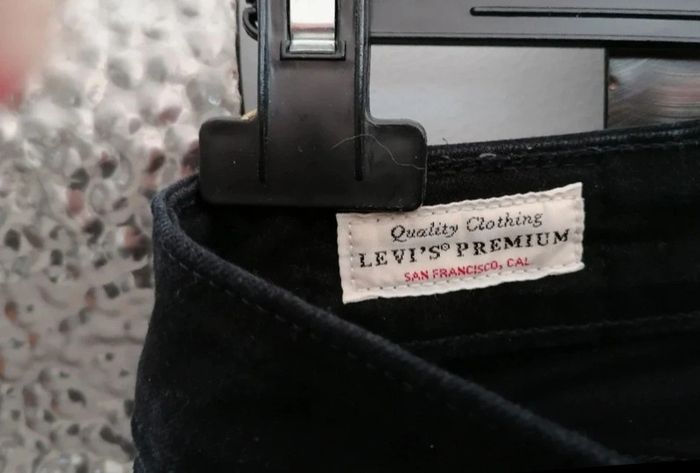 Quality Clothing
LEVI'S® PREMIUM
SAN FRANCISCO, CAL